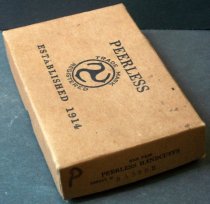 PEERLESS
TRADE MARK
REGISTERED
ESTABLISHED 1914
PEERLESS HANDCUFFS
P